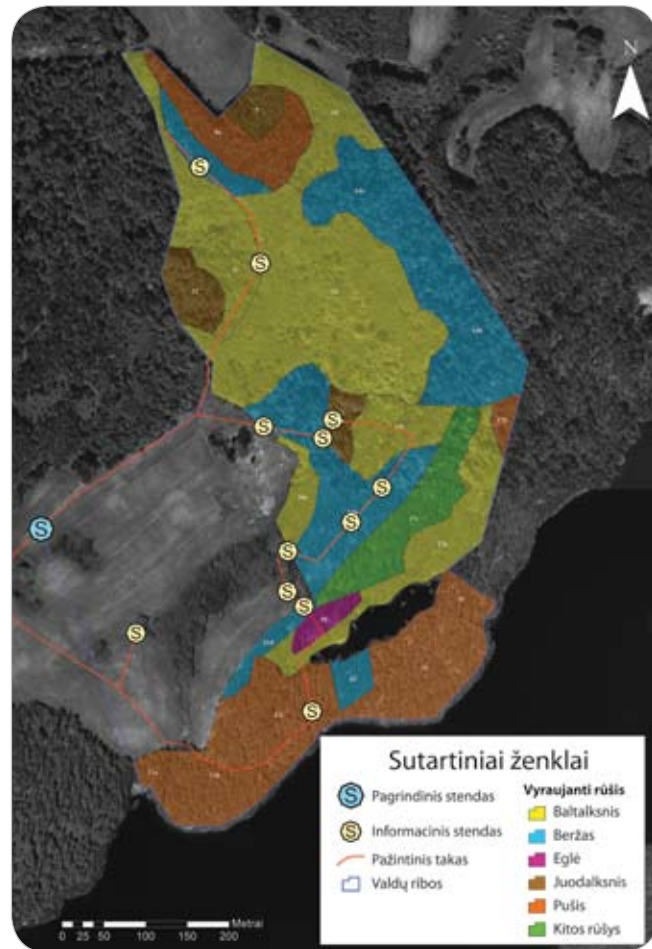 N
S
S
S
S
S
S
S
S
S
S
S
S
S
Sutartiniai ženklai
S Pagrindinis stendas
S Informacinis stendas
Pažintinis takas
Valdų ribos
Vyraujanti rūšis
Baltalksnis
Beržas
Eglė
Juodalksnis
Pušis
Kitos rūšys
Metrai
0 25 50 100 150 200